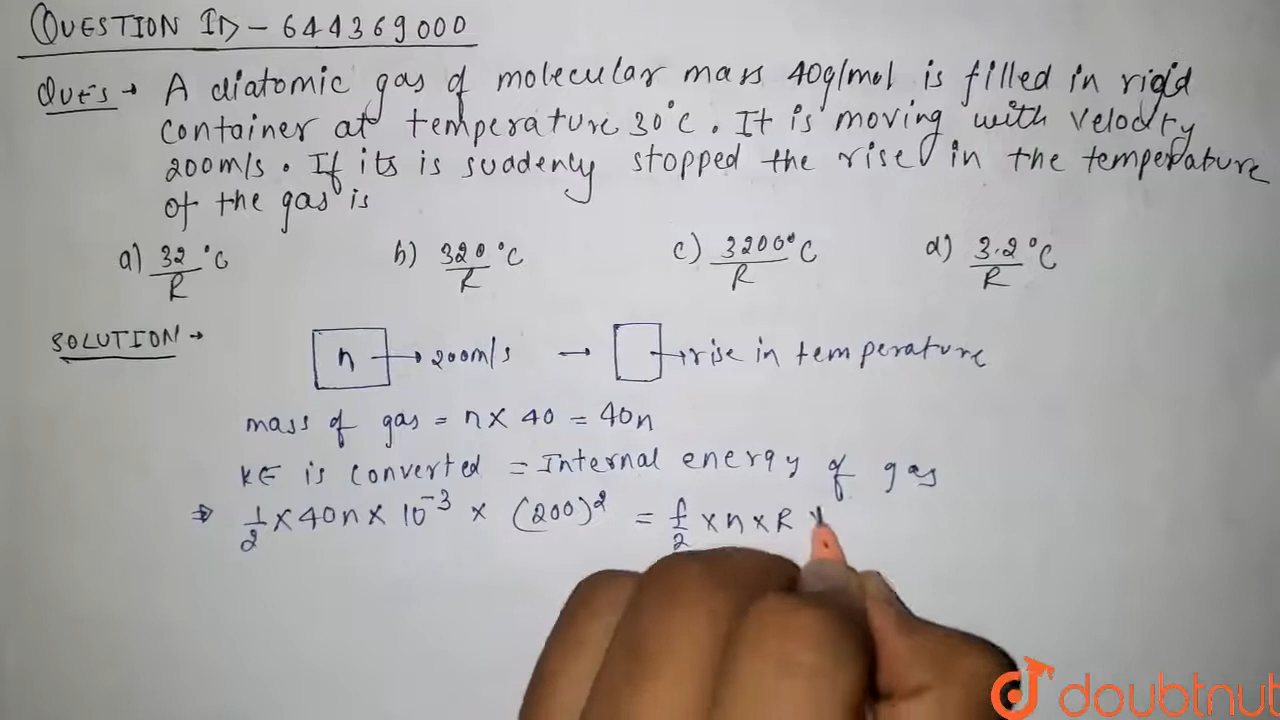 QUESTION ID - 644369000
QUES → A diatomic gas of molecular mass 40g/mol is filled in rigid
container at temperature 30°C. It is moving with velocity
200m/s. If its is suddenly stopped the rise in the temperature
of the gas is
a) 32/R °C b) 320/R °C c) 3200°/R C d) 3.2/R °C
SOLUTION →
n → 200m/s → → rise in temperature
mass of gas = n × 40 = 40n
KE is converted = Internal energy of gas
⇒ 1/2 × 40n × 10⁻³ × (200)² = f/2 × n × R ×
doubtnut